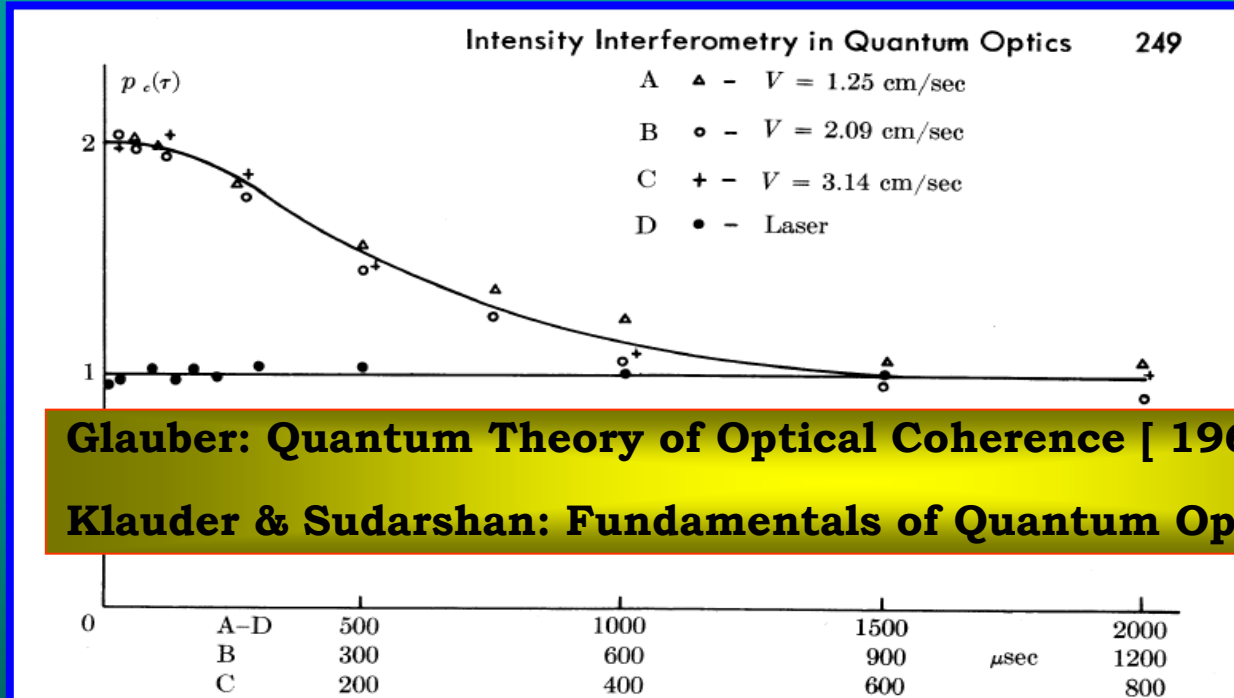 Intensity Interferometry in Quantum Optics 249
p c(τ)
A △ – V = 1.25 cm/sec
B ○ – V = 2.09 cm/sec
C + – V = 3.14 cm/sec
D ● – Laser
2
1
Glauber: Quantum Theory of Optical Coherence [
Klauder & Sudarshan: Fundamentals of Quantum
0
A–D 500 1000 1500 2000
B 300 600 900 μsec 1200
C 200 400 600 800